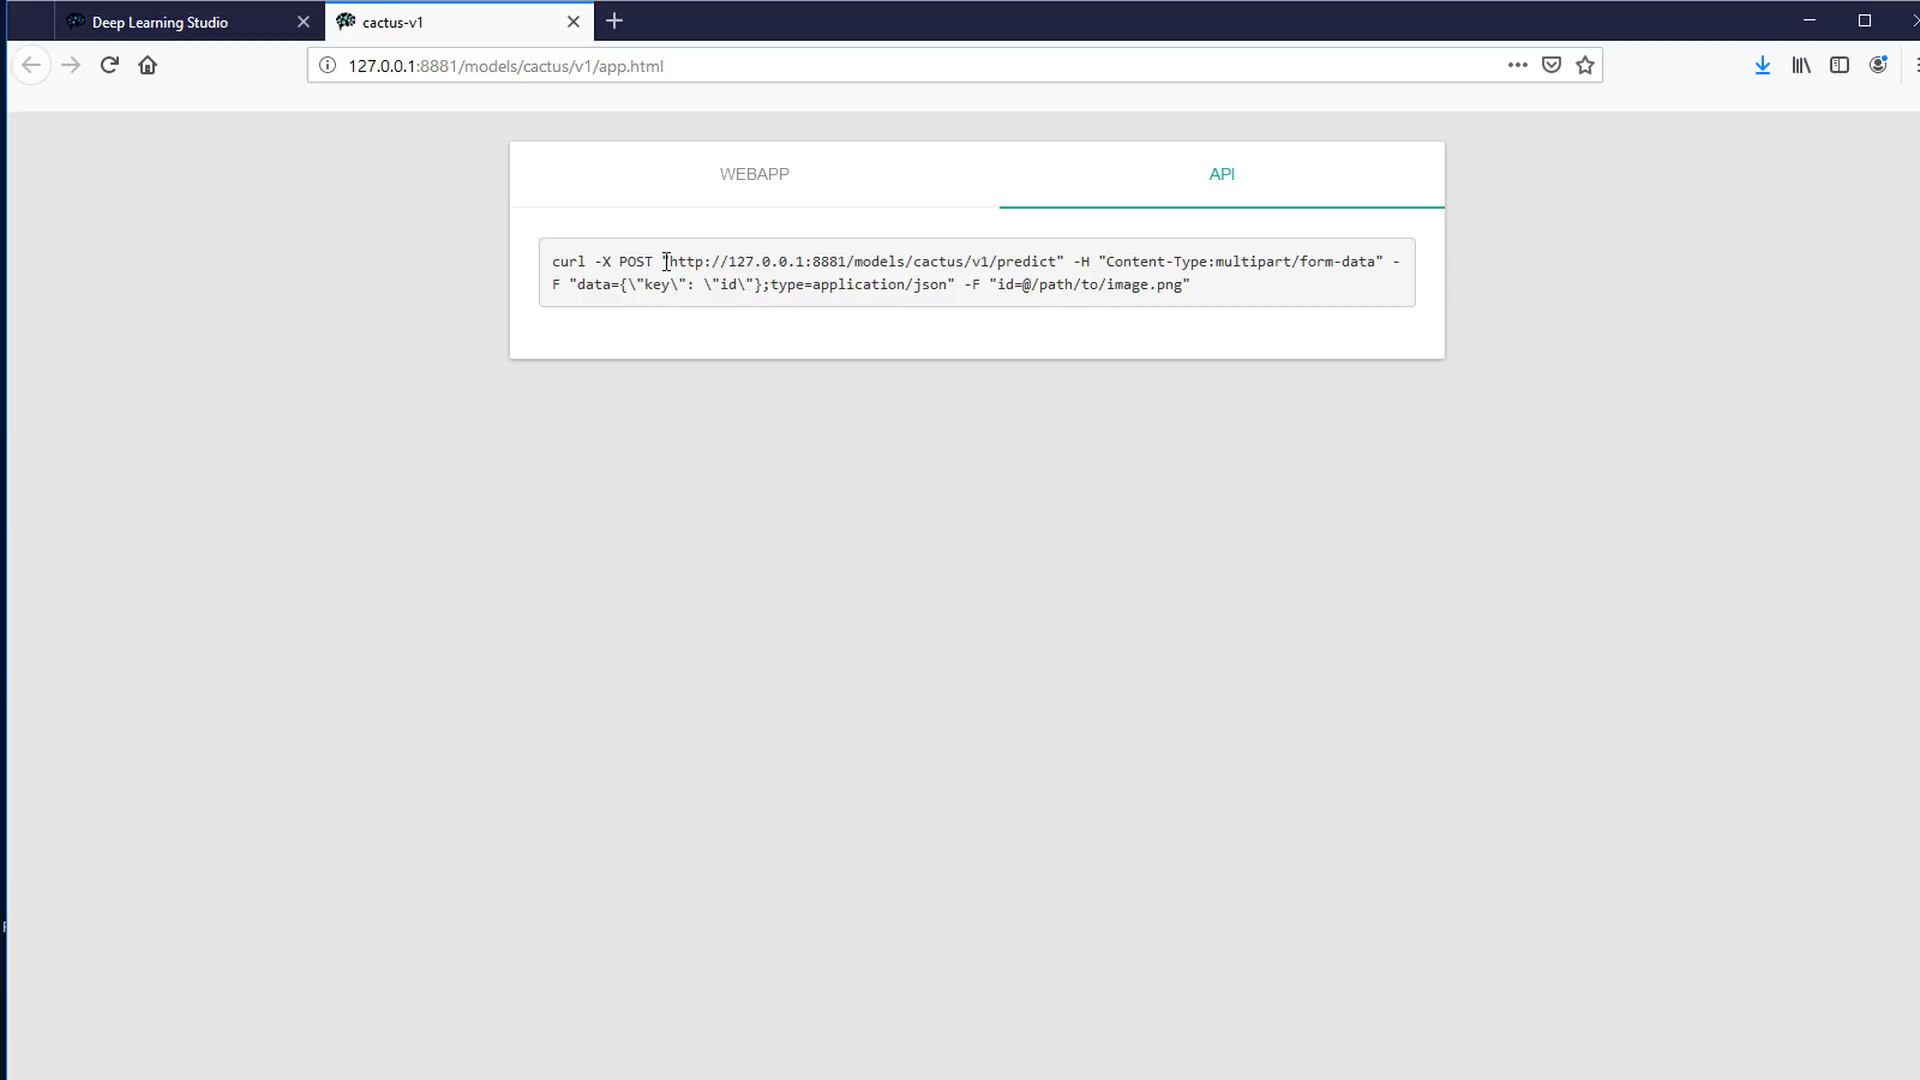 Deep Learning Studio
cactus-v1
127.0.0.1:8881/models/cactus/v1/app.html
WEBAPP
API
curl -X POST "http://127.0.0.1:8881/models/cactus/v1/predict" -H "Content-Type:multipart/form-data" -
F "data={\"key\": \"id\"};type=application/json" -F "id=@/path/to/image.png"